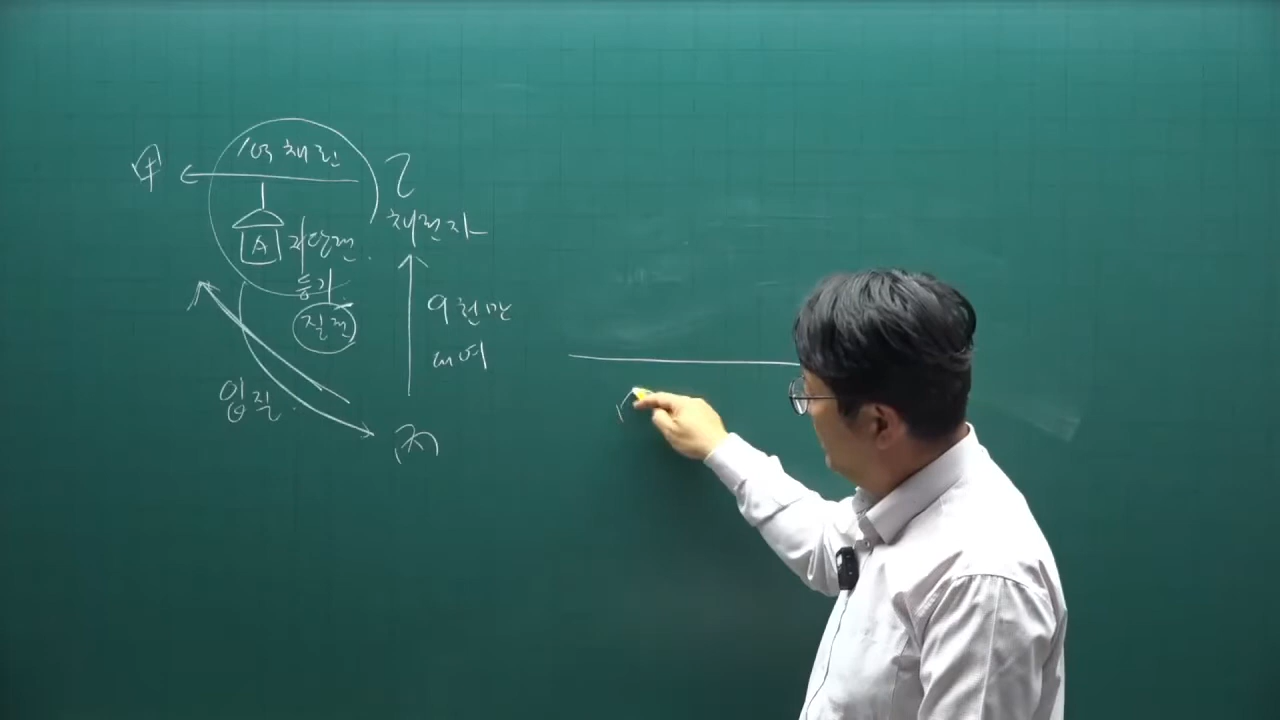 甲 1억 채권 乙
채권자
A 저당권.
등기.
질권
9천만
대여
입질.
丙